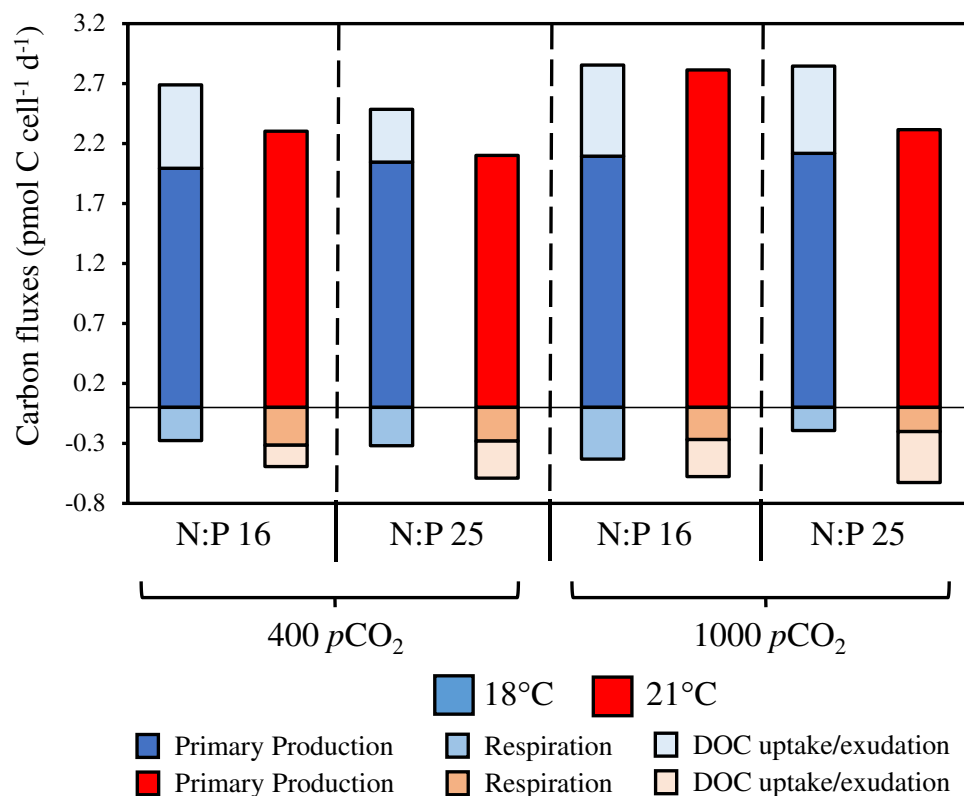 Carbon fluxes (pmol C cell-1 d-1)
3.2
2.7
2.2
1.7
1.2
0.7
0.2
-0.3
-0.8
N:P 16 N:P 25 N:P 16 N:P 25
400 pCO2 1000 pCO2
18°C 21°C
Primary Production Respiration DOC uptake/exudation
Primary Production Respiration DOC uptake/exudation